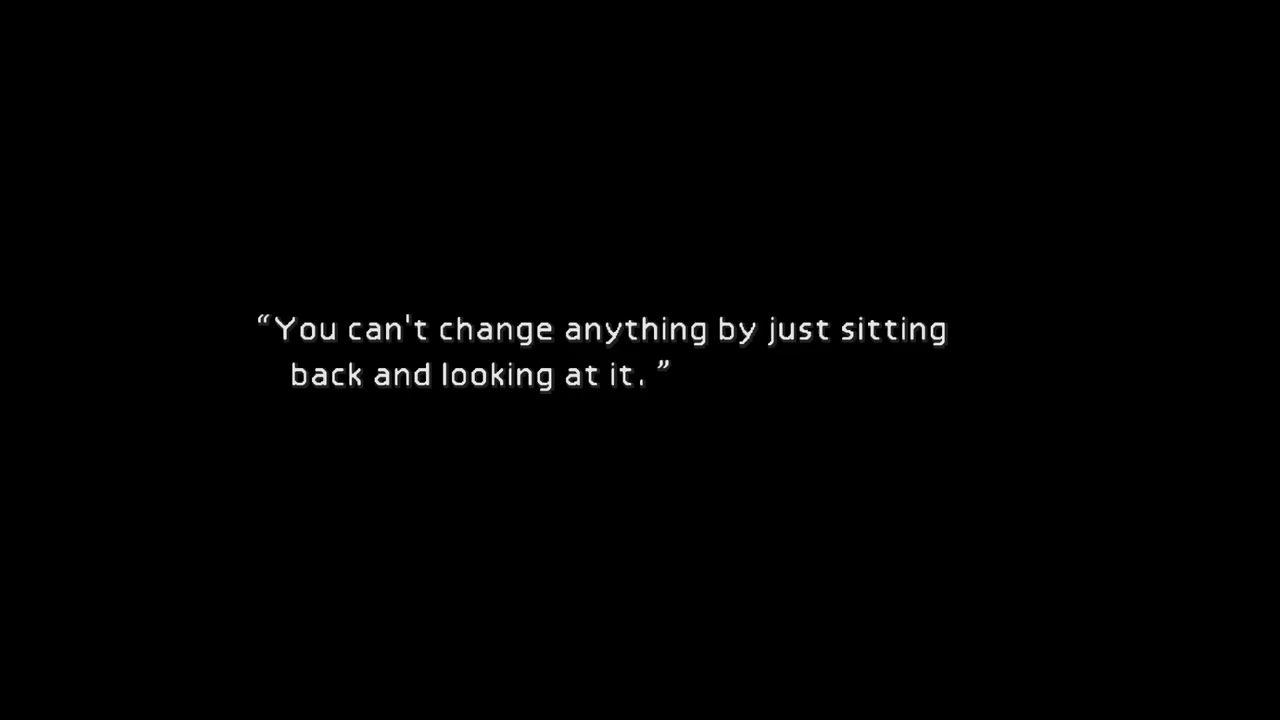 “You can't change anything by just sitting
back and looking at it. ”